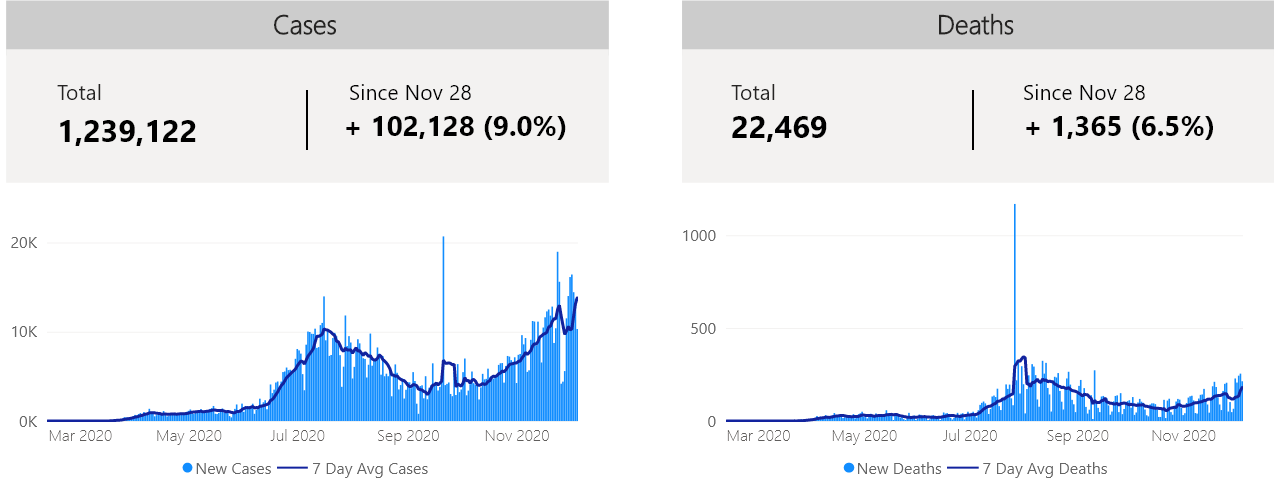 Cases
Total
1,239,122
Since Nov 28
+ 102,128 (9.0%)
20K
10K
0K
Mar 2020 May 2020 Jul 2020 Sep 2020 Nov 2020
New Cases 7 Day Avg Cases
Deaths
Total
22,469
Since Nov 28
+ 1,365 (6.5%)
1000
500
0
Mar 2020 May 2020 Jul 2020 Sep 2020 Nov 2020
New Deaths 7 Day Avg Deaths